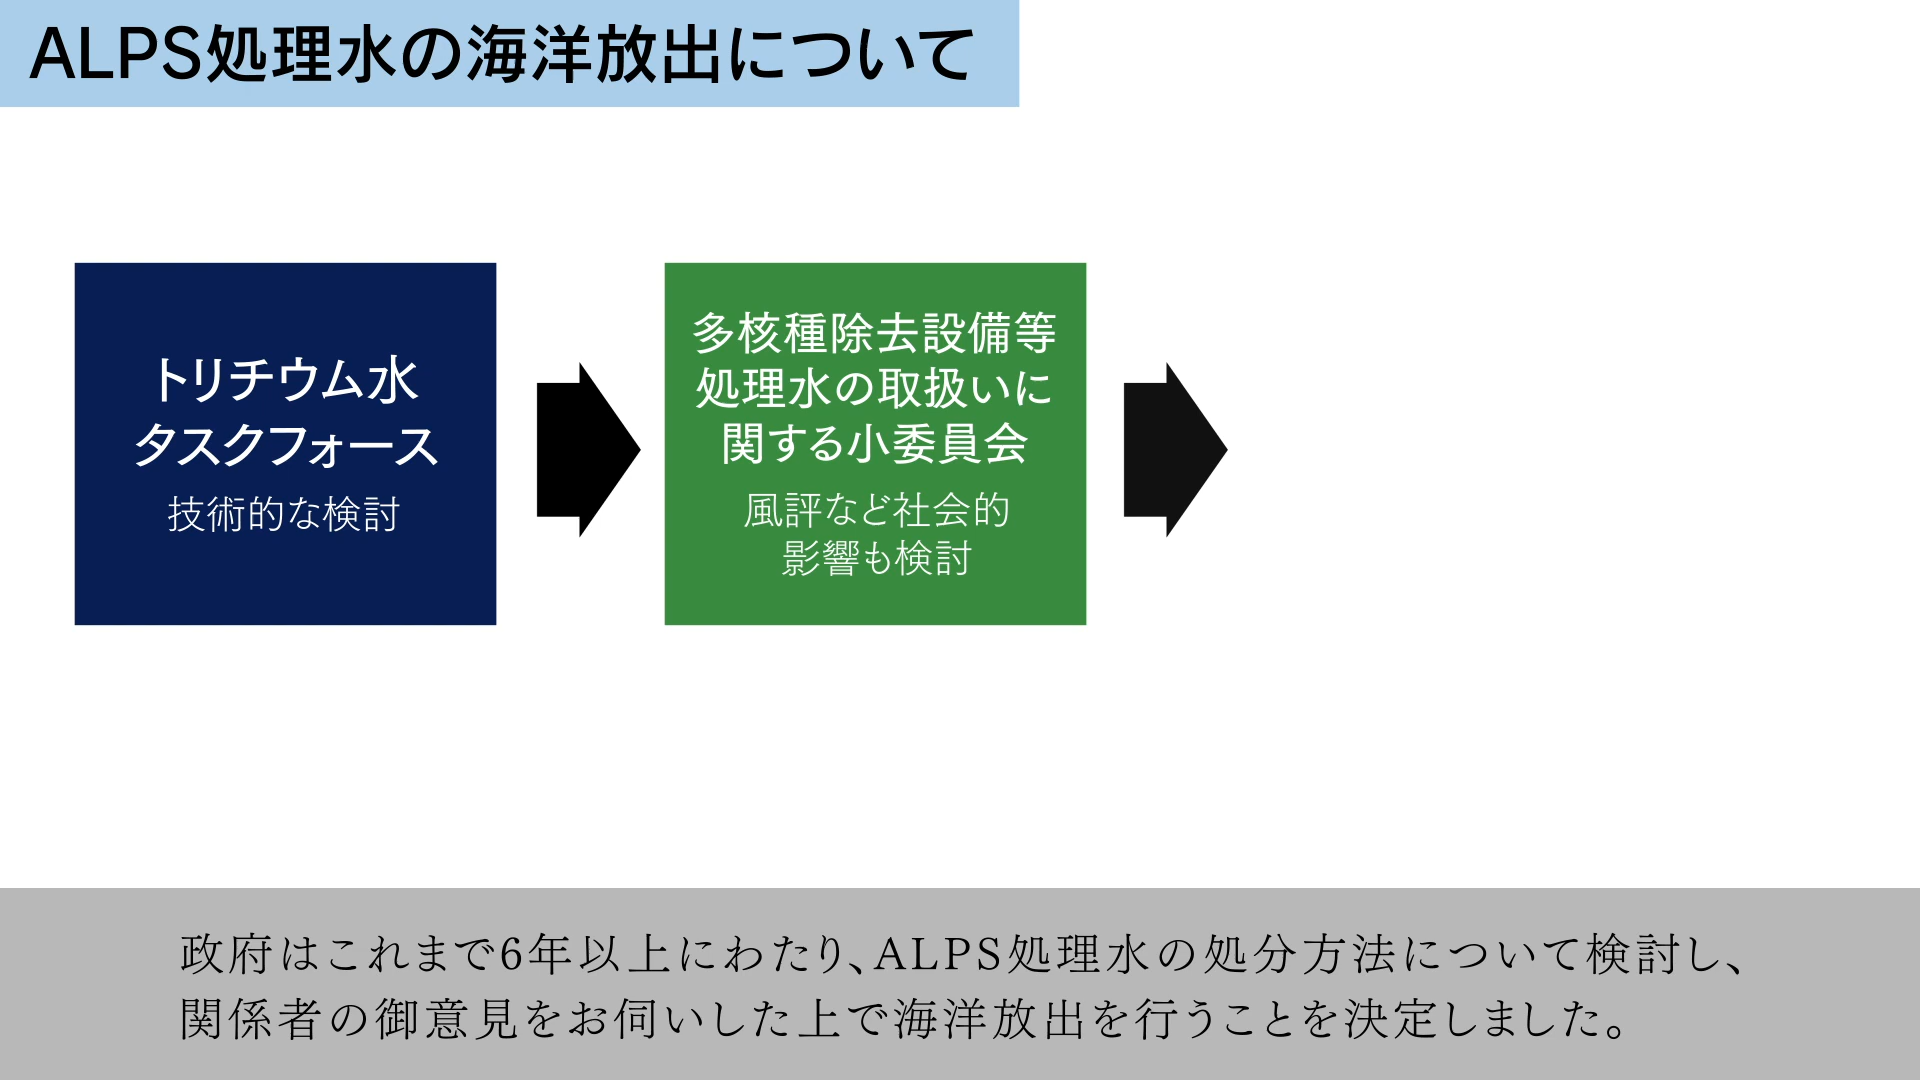 ALPS処理水の海洋放出について
トリチウム水
タスクフォース
技術的な検討
多核種除去設備等
処理水の取扱いに
関する小委員会
風評など社会的
影響も検討
政府はこれまで6年以上にわたり、ALPS処理水の処分方法について検討し、
関係者の御意見をお伺いした上で海洋放出を行うことを決定しました。